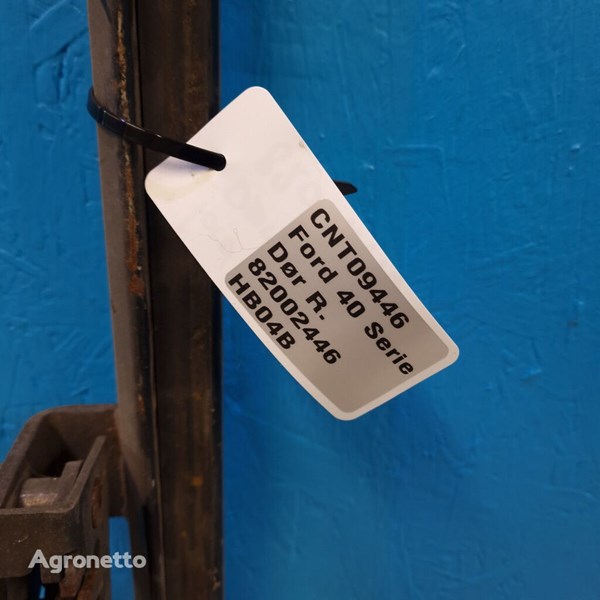 CNT09446
Ford 40 Serie
Dør R.
82002446
HB04B
Agronetto